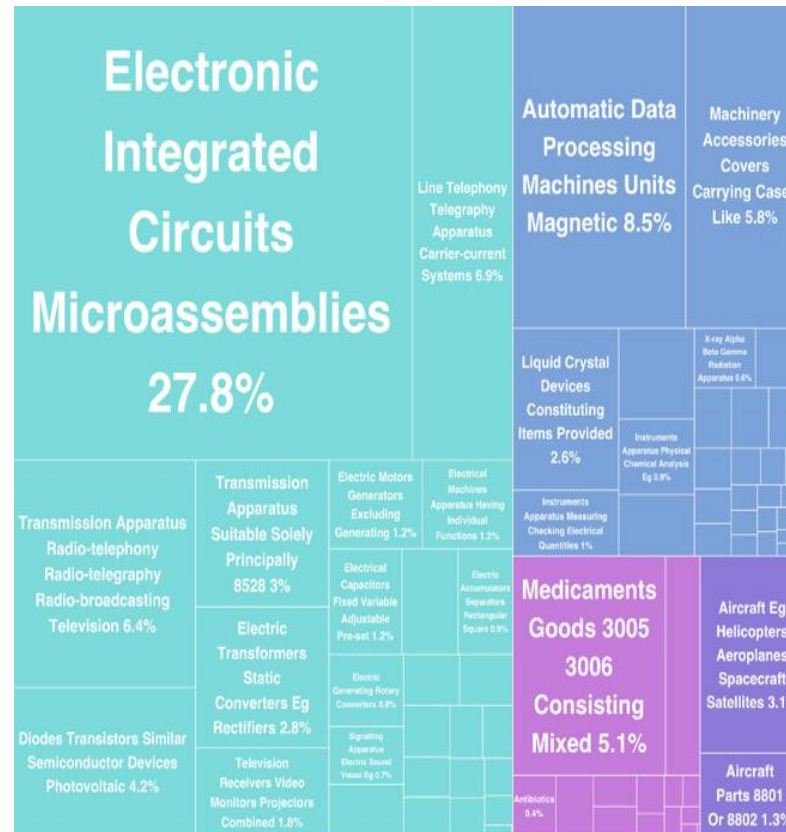 Electronic
Integrated
Circuits
Microassemblies
27.8%
Line Telephony
Telegraphy
Apparatus
Carrier-current
Systems 6.9%
Transmission Apparatus
Radio-telephony
Radio-telegraphy
Radio-broadcasting
Television 6.4%
Diodes Transistors Similar
Semiconductor Devices
Photovoltaic 4.2%
Transmission
Apparatus
Suitable Solely
Principally
8528 3%
Electric
Transformers
Static
Converters Eg
Rectifiers 2.8%
Television
Receivers Video
Monitors Projectors
Combined 1.8%
Electric Motors
Generators
Excluding
Generating 1.2%
Electrical
Machines
Apparatus Having
Individual
Functions 1.2%
Electrical
Capacitors
Fixed Variable
Adjustable
Pre-set 1.2%
Electric
Accumulators
Separators
Rectangular
Square 0.9%
Electric
Generating Rotary
Converters 0.8%
Signalling
Apparatus
Electric Sound
Visual Eg 0.7%
Automatic Data
Processing
Machines Units
Magnetic 8.5%
Machinery
Accessories
Covers
Carrying Case
Like 5.8%
Liquid Crystal
Devices
Constituting
Items Provided
2.6%
X-ray Alpha
Beta Gamma
Radiation
Apparatus 0.6%
Instruments
Apparatus Physical
Chemical Analysis
Eg 0.9%
Instruments
Apparatus Measuring
Checking Electrical
Quantities 1%
Medicaments
Goods 3005
3006
Consisting
Mixed 5.1%
Antibiotics
0.4%
Aircraft Eg
Helicopters
Aeroplanes
Spacecraft
Satellites 3.1
Aircraft
Parts 8801
Or 8802 1.3%